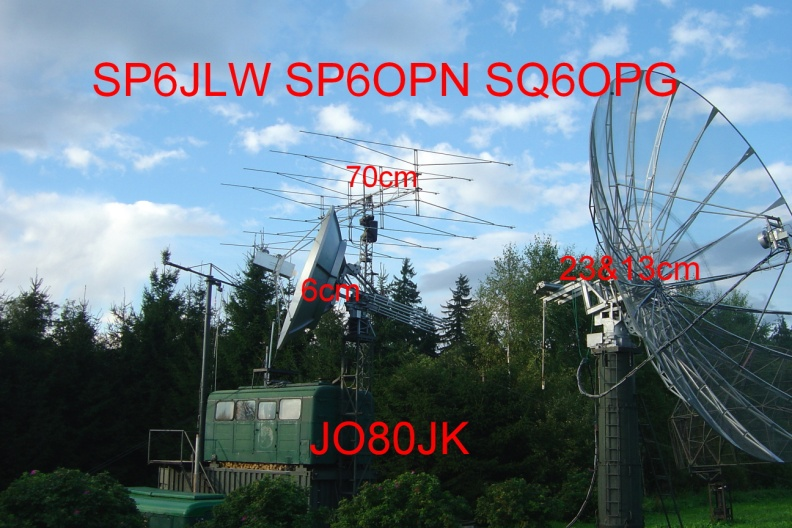 SP6JLW SP6OPN SQ6OPG
70cm
23&13cm
6cm
JO80JK